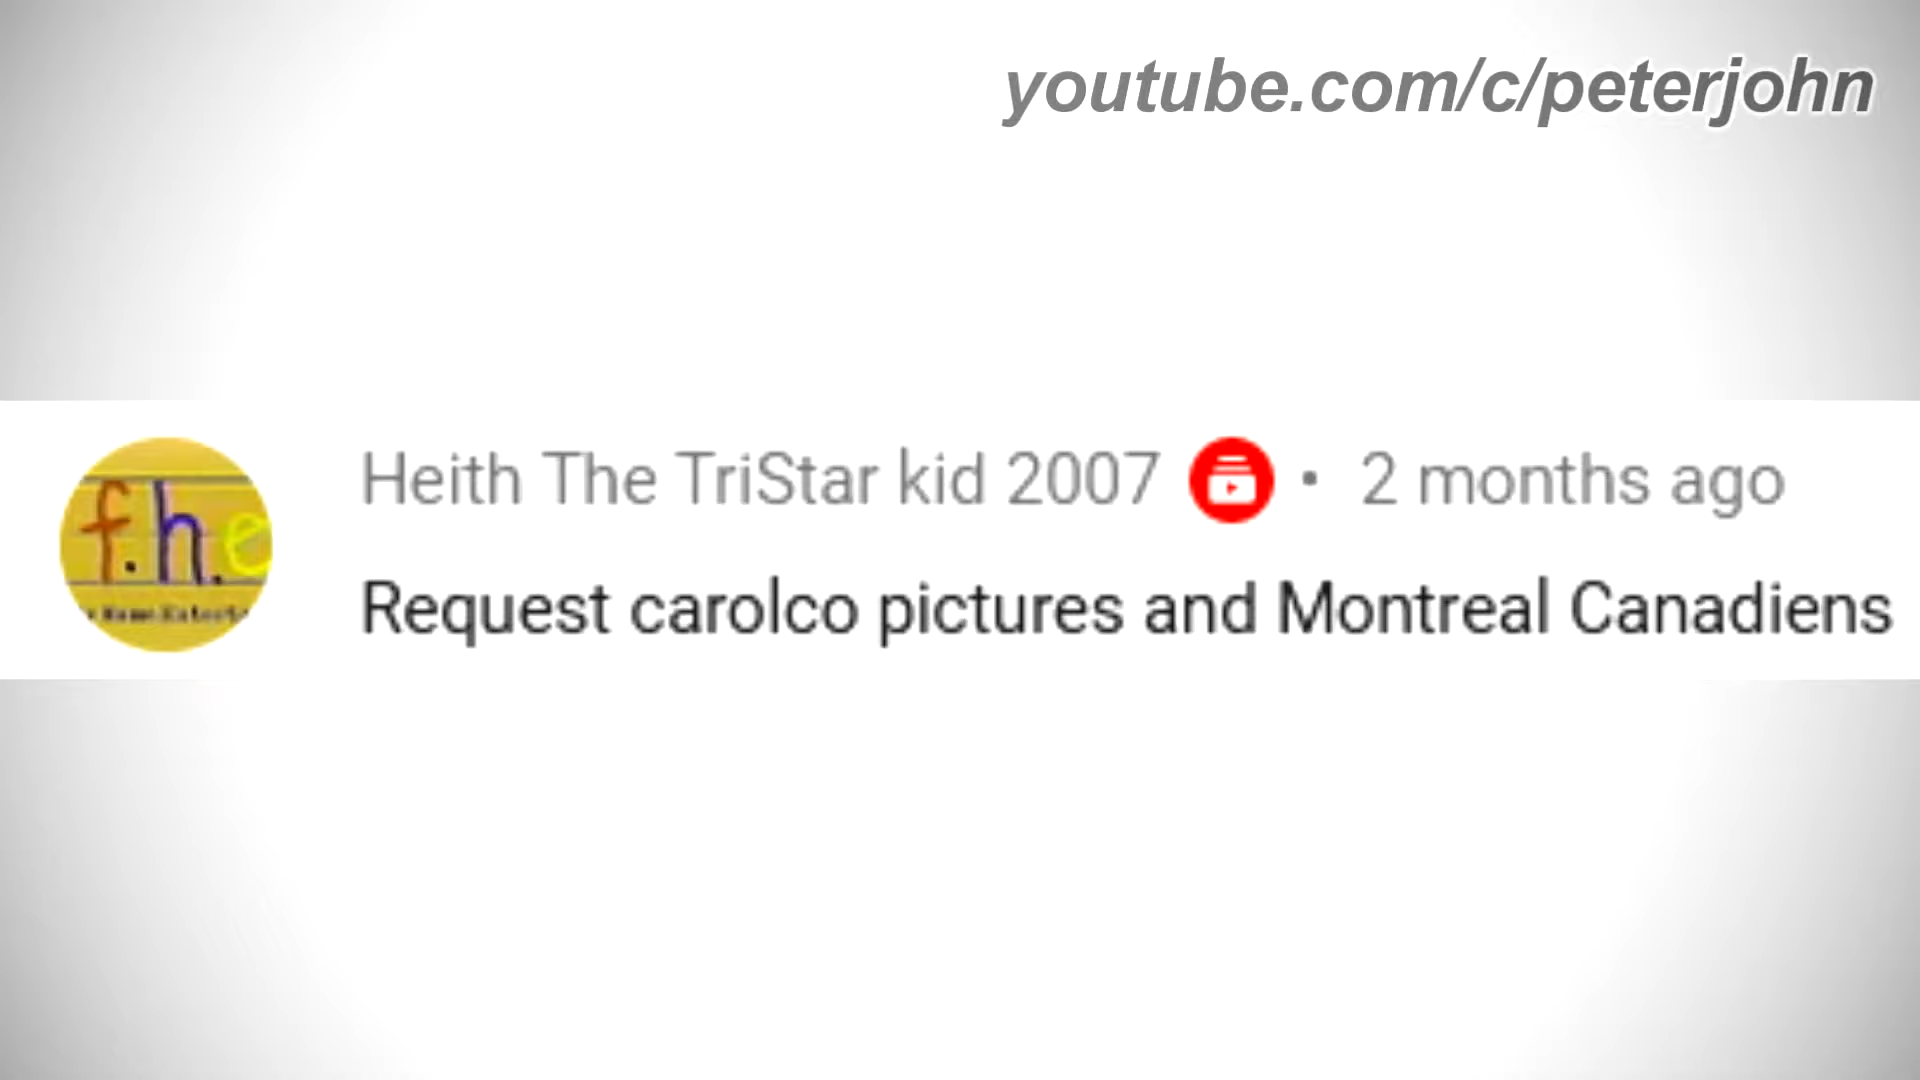 youtube.com/c/peterjohn
Heith The TriStar kid 2007 • 2 months ago
f.h.e
Request carolco pictures and Montreal Canadiens